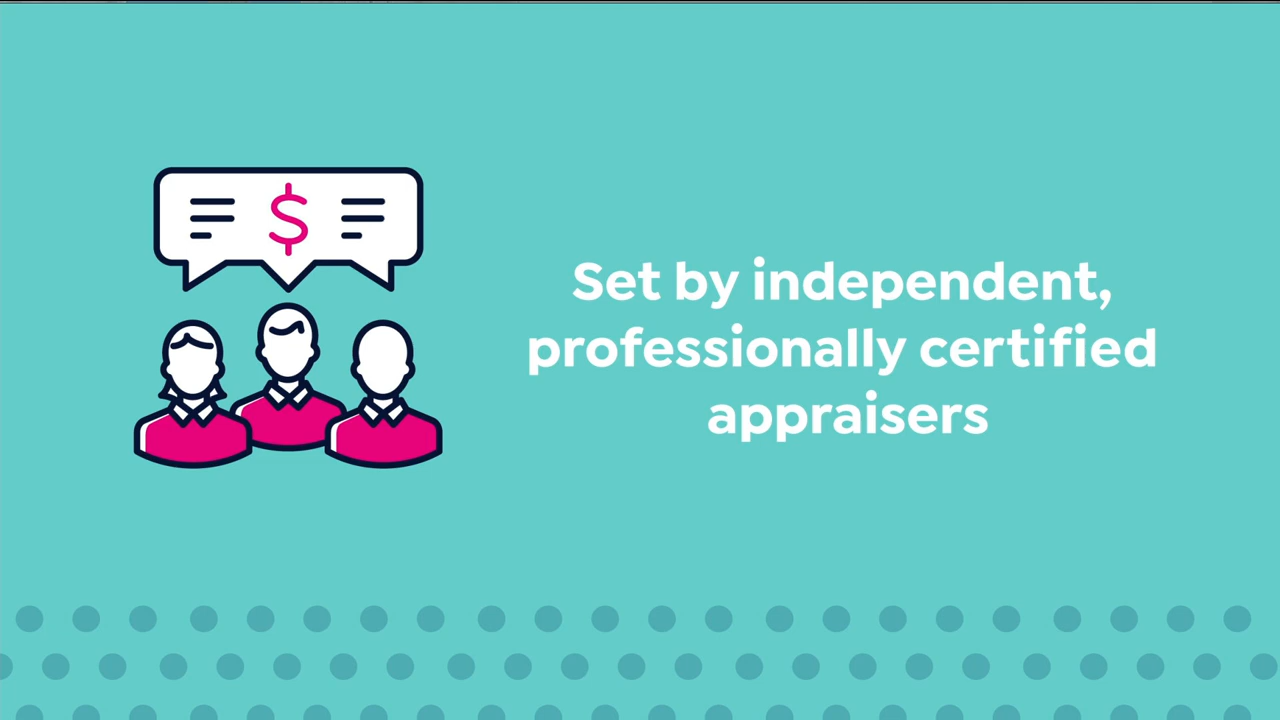 $
Set by independent,
professionally certified
appraisers